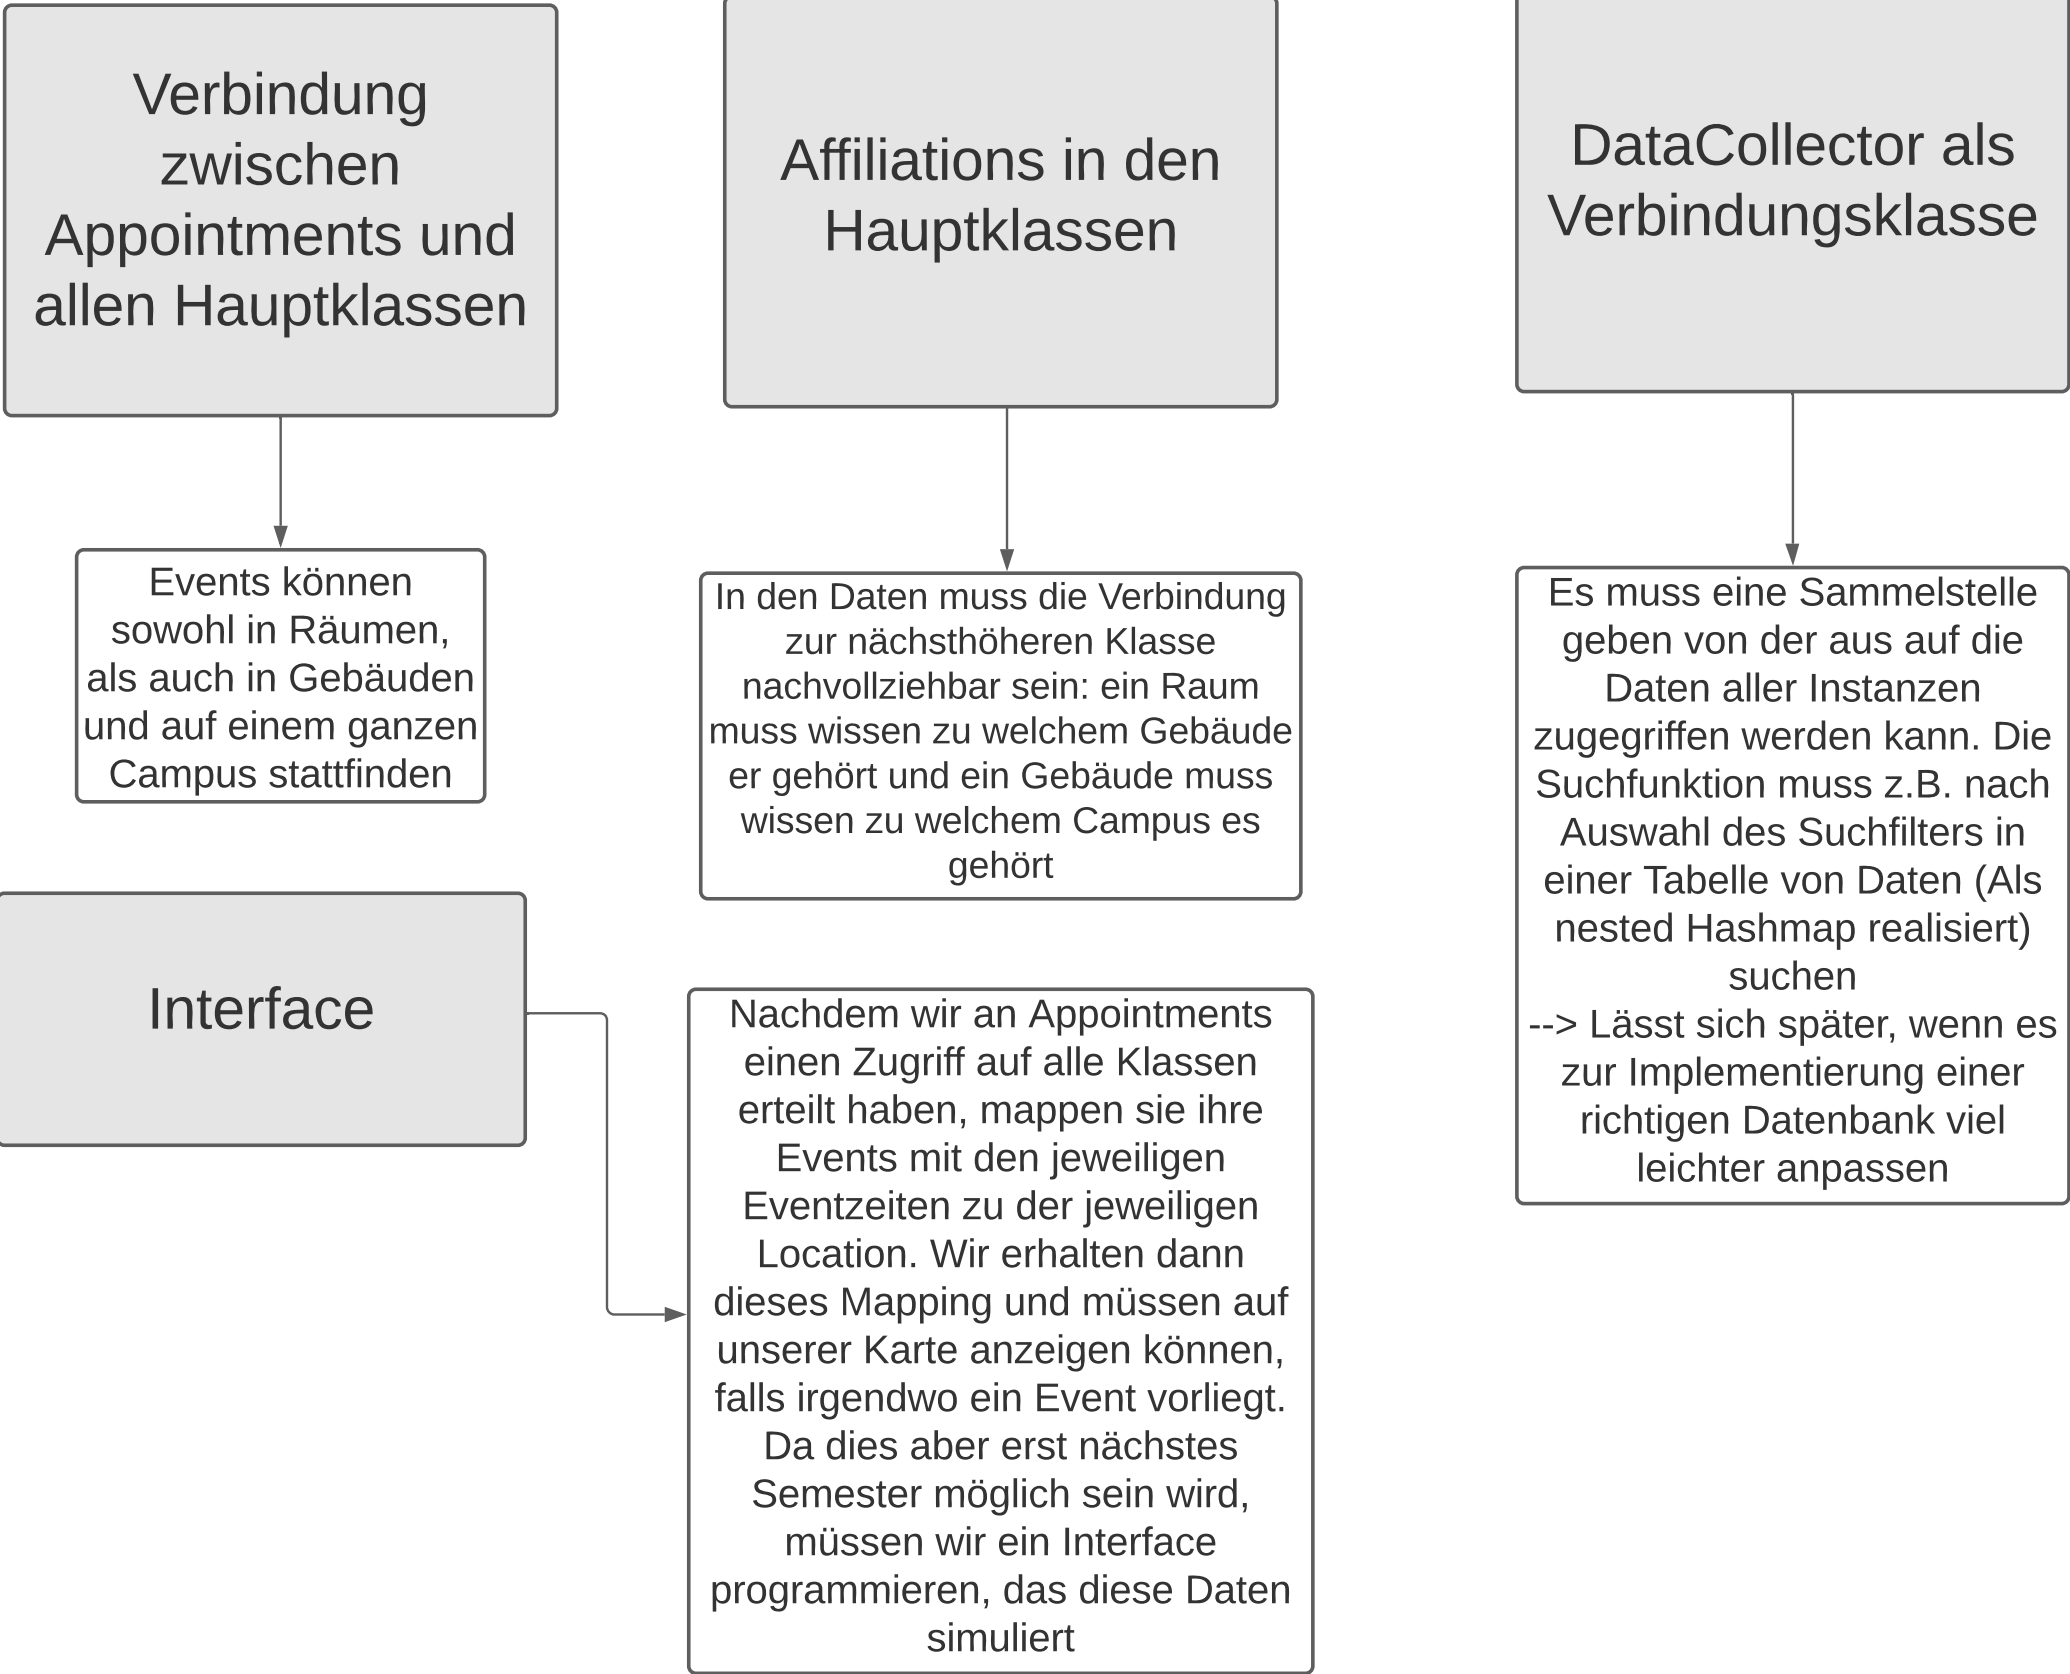 Verbindung
zwischen
Appointments und
allen Hauptklassen
Events können
sowohl in Räumen,
als auch in Gebäuden
und auf einem ganzen
Campus stattfinden
Affiliations in den
Hauptklassen
In den Daten muss die Verbindung
zur nächsthöheren Klasse
nachvollziehbar sein: ein Raum
muss wissen zu welchem Gebäude
er gehört und ein Gebäude muss
wissen zu welchem Campus es
gehört
DataCollector als
Verbindungsklasse
Es muss eine Sammelstelle
geben von der aus auf die
Daten aller Instanzen
zugegriffen werden kann. Die
Suchfunktion muss z.B. nach
Auswahl des Suchfilters in
einer Tabelle von Daten (Als
nested Hashmap realisiert)
suchen
--> Lässt sich später, wenn es
zur Implementierung einer
richtigen Datenbank viel
leichter anpassen
Interface
Nachdem wir an Appointments
einen Zugriff auf alle Klassen
erteilt haben, mappen sie ihre
Events mit den jeweiligen
Eventzeiten zu der jeweiligen
Location. Wir erhalten dann
dieses Mapping und müssen auf
unserer Karte anzeigen können,
falls irgendwo ein Event vorliegt.
Da dies aber erst nächstes
Semester möglich sein wird,
müssen wir ein Interface
programmieren, das diese Daten
simuliert